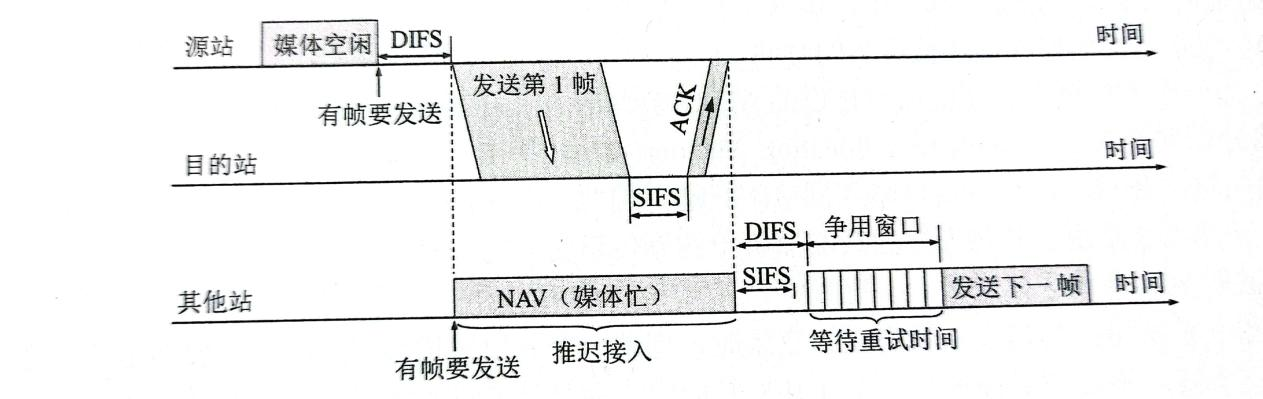 源站 媒体空闲 DIFS 时间
有帧要发送 发送第 1 帧 ACK
目的站 时间
SIFS
DIFS 争用窗口
其他站 NAV（媒体忙） SIFS 发送下一帧 时间
有帧要发送 推迟接入 等待重试时间